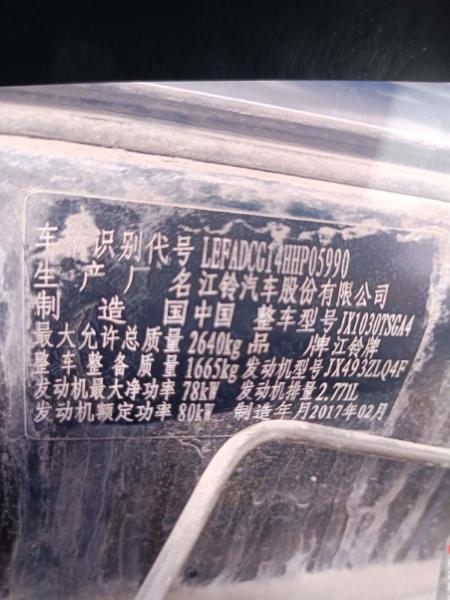 车 识别代号 LEFADCG14HHP05990
生产厂名 江铃汽车股份有限公司
制造国 中国 整车型号 JX1030TSGA4
最大允许总质量 2640kg 品 牌 江铃牌
整车整备质量 1665kg 发动机型号 JX493ZLQ4F
发动机最大净功率 78kW 发动机排量 2.771L
发动机额定功率 80kW 制造年月 2017年02月